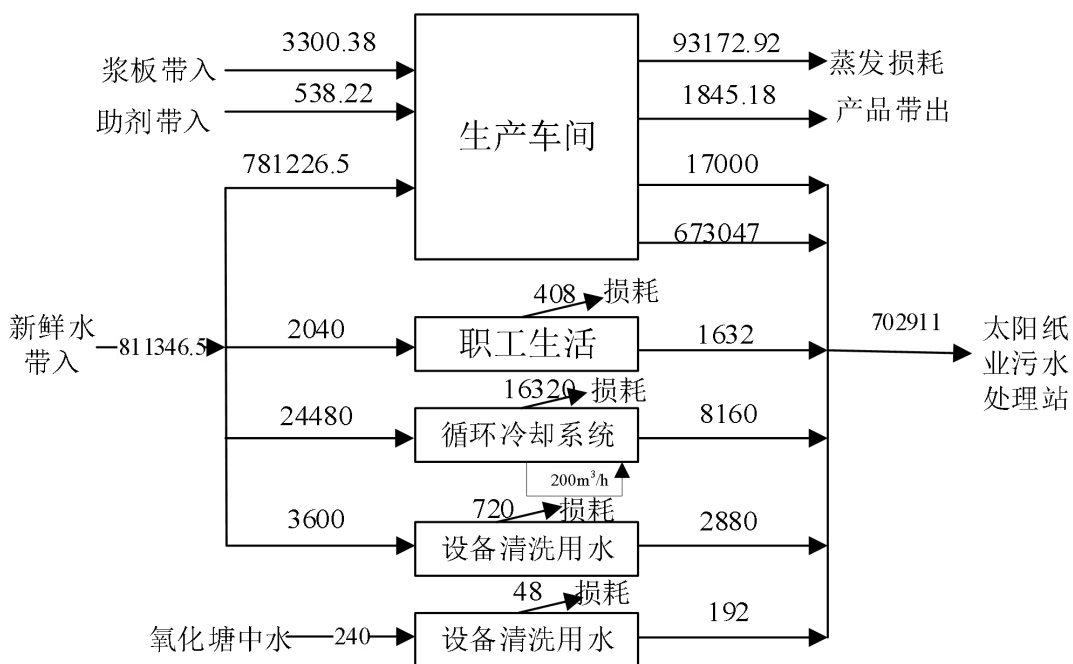 3300.38
浆板带入
538.22
助剂带入
781226.5
生产车间
93172.92
蒸发损耗
1845.18
产品带出
17000
673047
新鲜水
带入
811346.5
2040
408
损耗
职工生活
1632
702911
太阳纸
业污水
处理站
24480
16320
损耗
循环冷却系统
8160
200m³/h
3600
720
损耗
设备清洗用水
2880
氧化塘中水
240
48
损耗
设备清洗用水
192